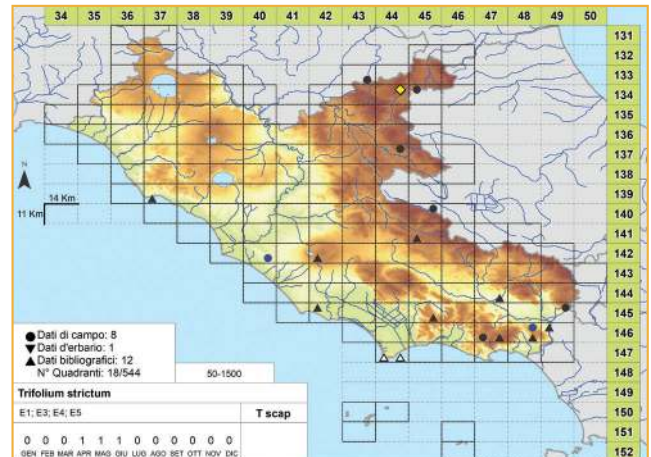 34 35 36 37 38 39 40 41 42 43 44 45 46 47 48 49 50
131
132
133
134
135
136
137
138
139
140
141
142
143
144
145
146
147
150
151
152
N
14 Km
11 Km
Dati di campo: 8
Dati d'erbario: 1
Dati bibliografici: 12
N° Quadranti: 18/544
50-1500
Trifolium strictum
E1; E3; E4; E5
T scap
0 0 0 1 1 1 0 0 0 0 0 0
GEN FEB MAR APR MAG GIU LUG AGO SET OTT NOV DIC